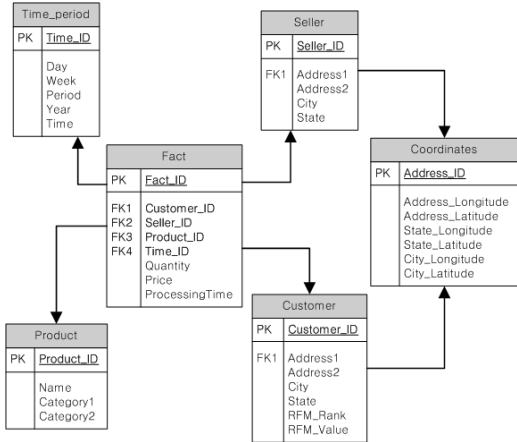 Time_period
PK Time_ID
Day
Week
Period
Year
Time
Seller
PK Seller_ID
FK1 Address1
Address2
City
State
Fact
PK Fact_ID
FK1 Customer_ID
FK2 Seller_ID
FK3 Product_ID
FK4 Time_ID
Quantity
Price
ProcessingTime
Coordinates
PK Address_ID
Address_Longitude
Address_Latitude
State_Longitude
State_Latitude
City_Longitude
City_Latitude
Product
PK Product_ID
Name
Category1
Category2
Customer
PK Customer_ID
FK1 Address1
Address2
City
State
RFM_Rank
RFM_Value